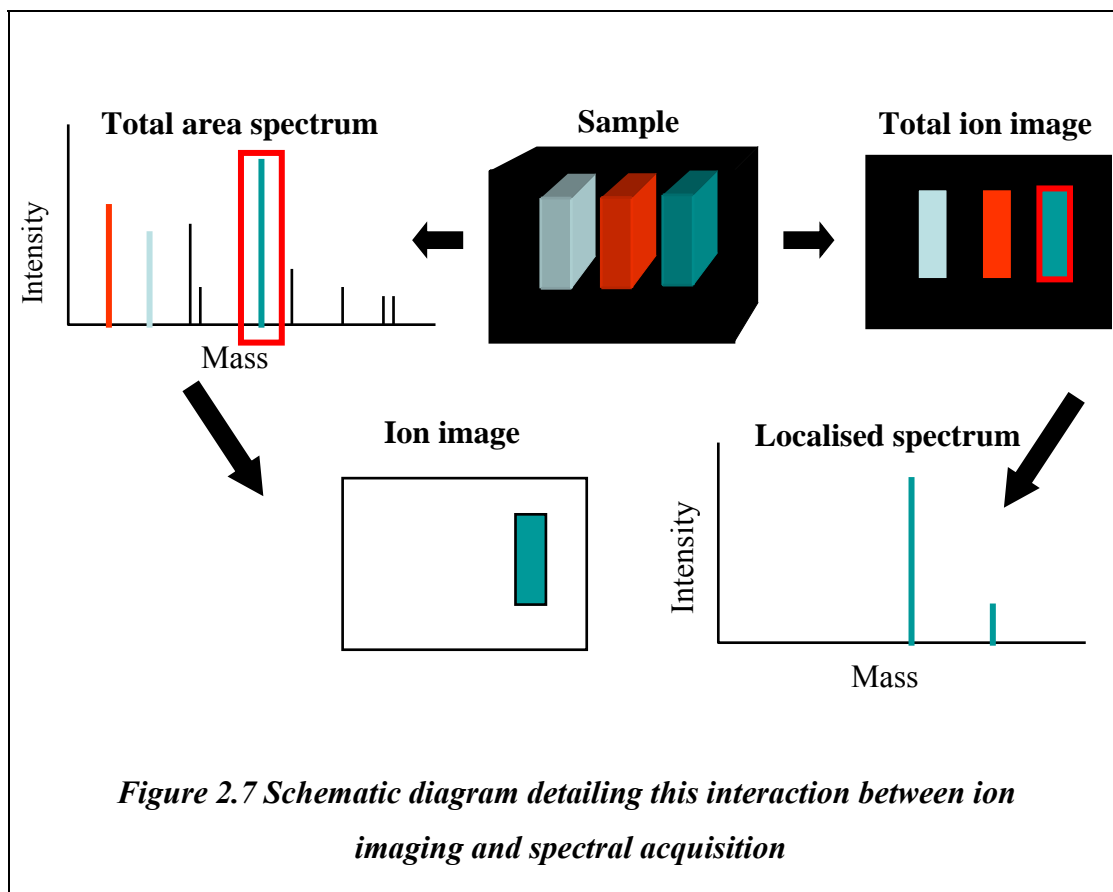 Total area spectrum
Sample
Total ion image
Intensity
Mass
Ion image
Localised spectrum
Intensity
Mass
Figure 2.7 Schematic diagram detailing this interaction between ion
imaging and spectral acquisition